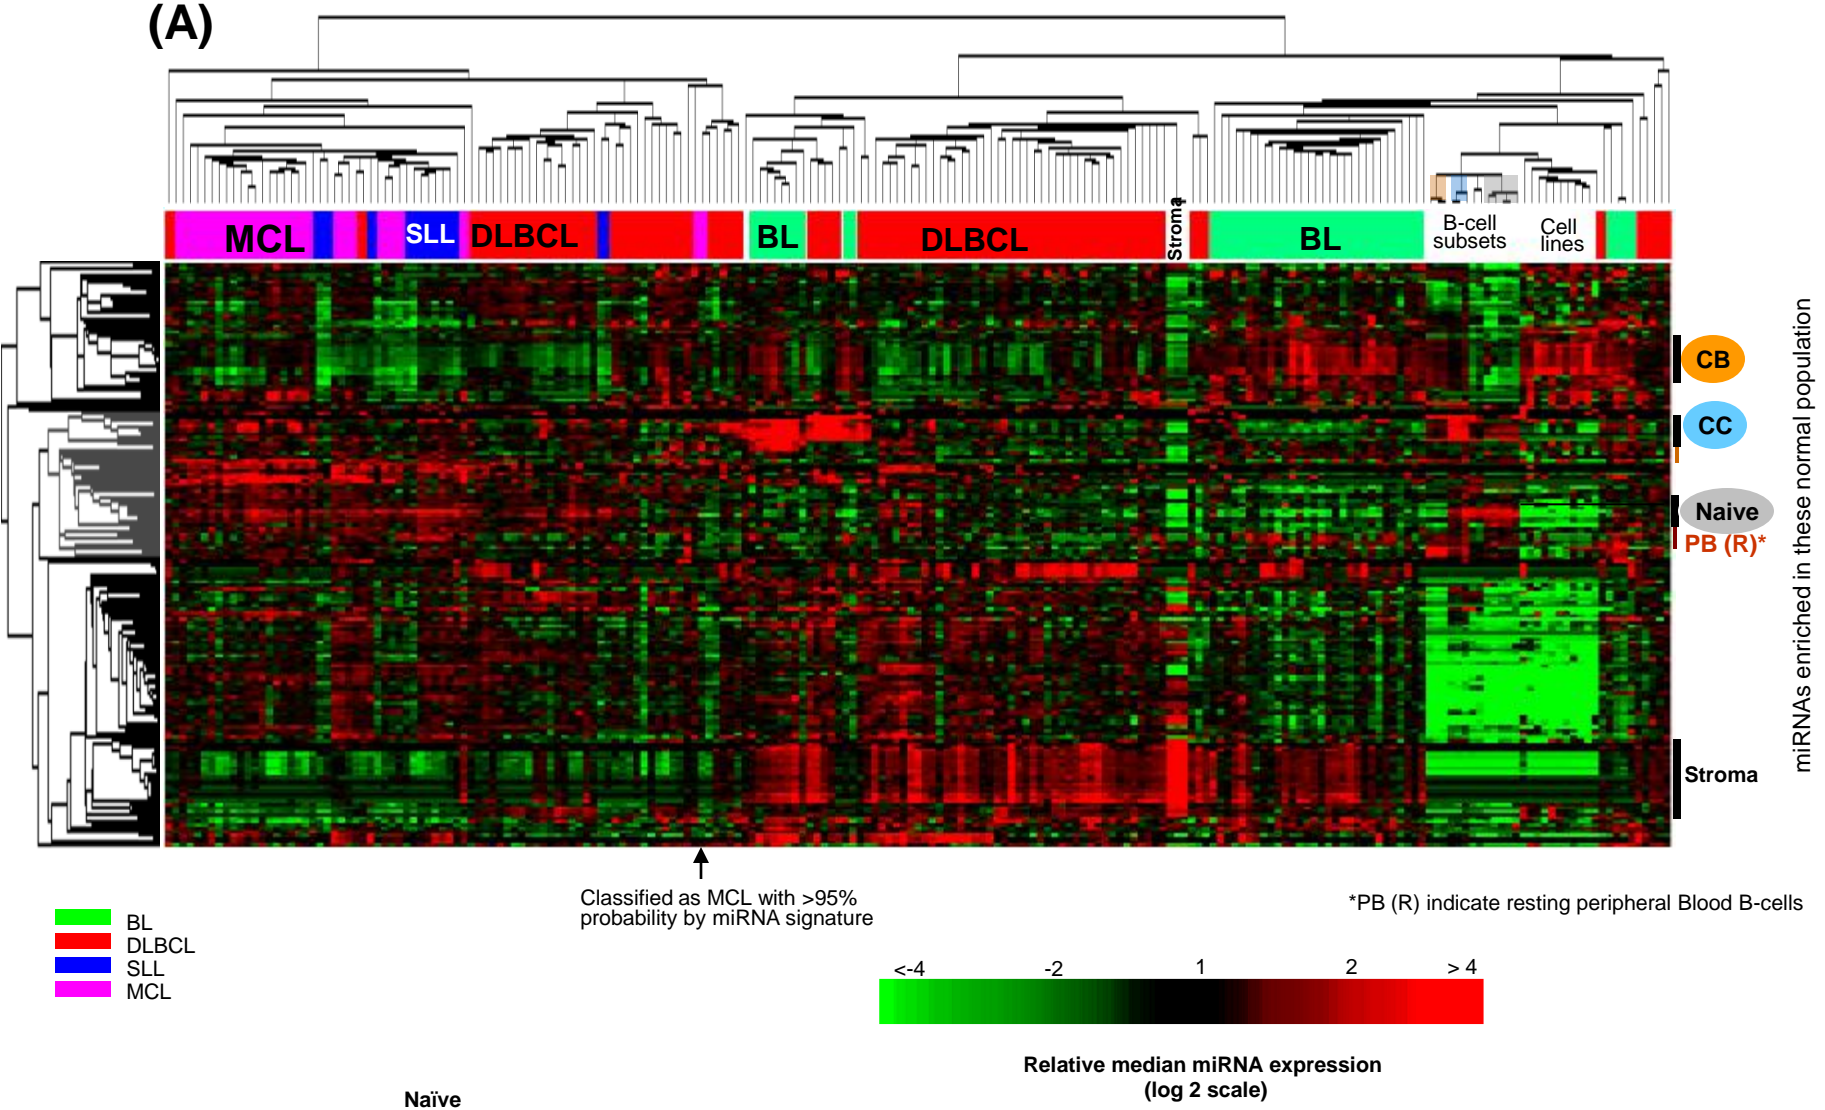 (A)
MCL
SLL
DLBCL
BL
DLBCL
Stroma
BL
B-cell
subsets
Cell
lines
CB
CC
Naive
PB (R)*
Stroma
miRNAs enriched in these normal population
Classified as MCL with >95%
probability by miRNA signature
*PB (R) indicate resting peripheral Blood B-cells
BL
DLBCL
SLL
MCL
<-4 -2 1 2 > 4
Relative median miRNA expression
(log 2 scale)
Naïve